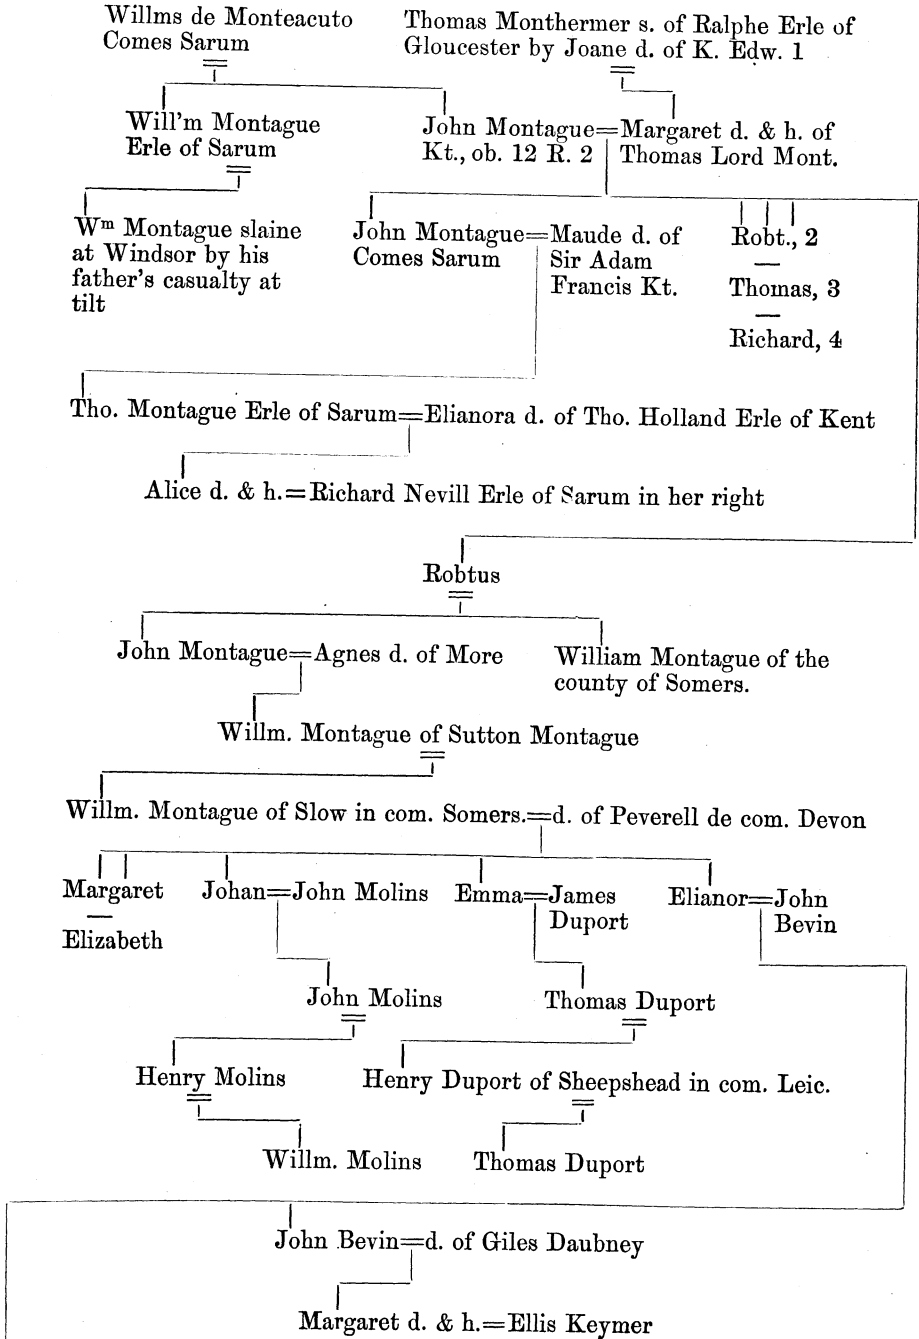 Willms de Monteacuto
Comes Sarum
Thomas Monthermer s. of Ralphe Erle of
Gloucester by Joane d. of K. Edw. 1
Will'm Montague
Erle of Sarum
John Montague=Margaret d. & h. of
Kt., ob. 12 R. 2 Thomas Lord Mont.
Wm Montague slaine
at Windsor by his
father's casualty at
tilt
John Montague=Maude d. of
Comes Sarum Sir Adam
Francis Kt.
Robt., 2
—
Thomas, 3
—
Richard, 4
Tho. Montague Erle of Sarum=Elianora d. of Tho. Holland Erle of Kent
Alice d. & h.=Richard Nevill Erle of Sarum in her right
Robtus
John Montague=Agnes d. of More
William Montague of the
county of Somers.
Willm. Montague of Sutton Montague
Willm. Montague of Slow in com. Somers.=d. of Peverell de com. Devon
Margaret
—
Elizabeth
Johan=John Molins
Emma=James
Duport
Elianor=John
Bevin
John Molins
Thomas Duport
Henry Molins
Henry Duport of Sheepshead in com. Leic.
Willm. Molins
Thomas Duport
John Bevin=d. of Giles Daubney
Margaret d. & h.=Ellis Keymer